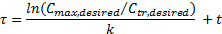 τ = ln(C_max,desired/C_tr,desired) / k + t